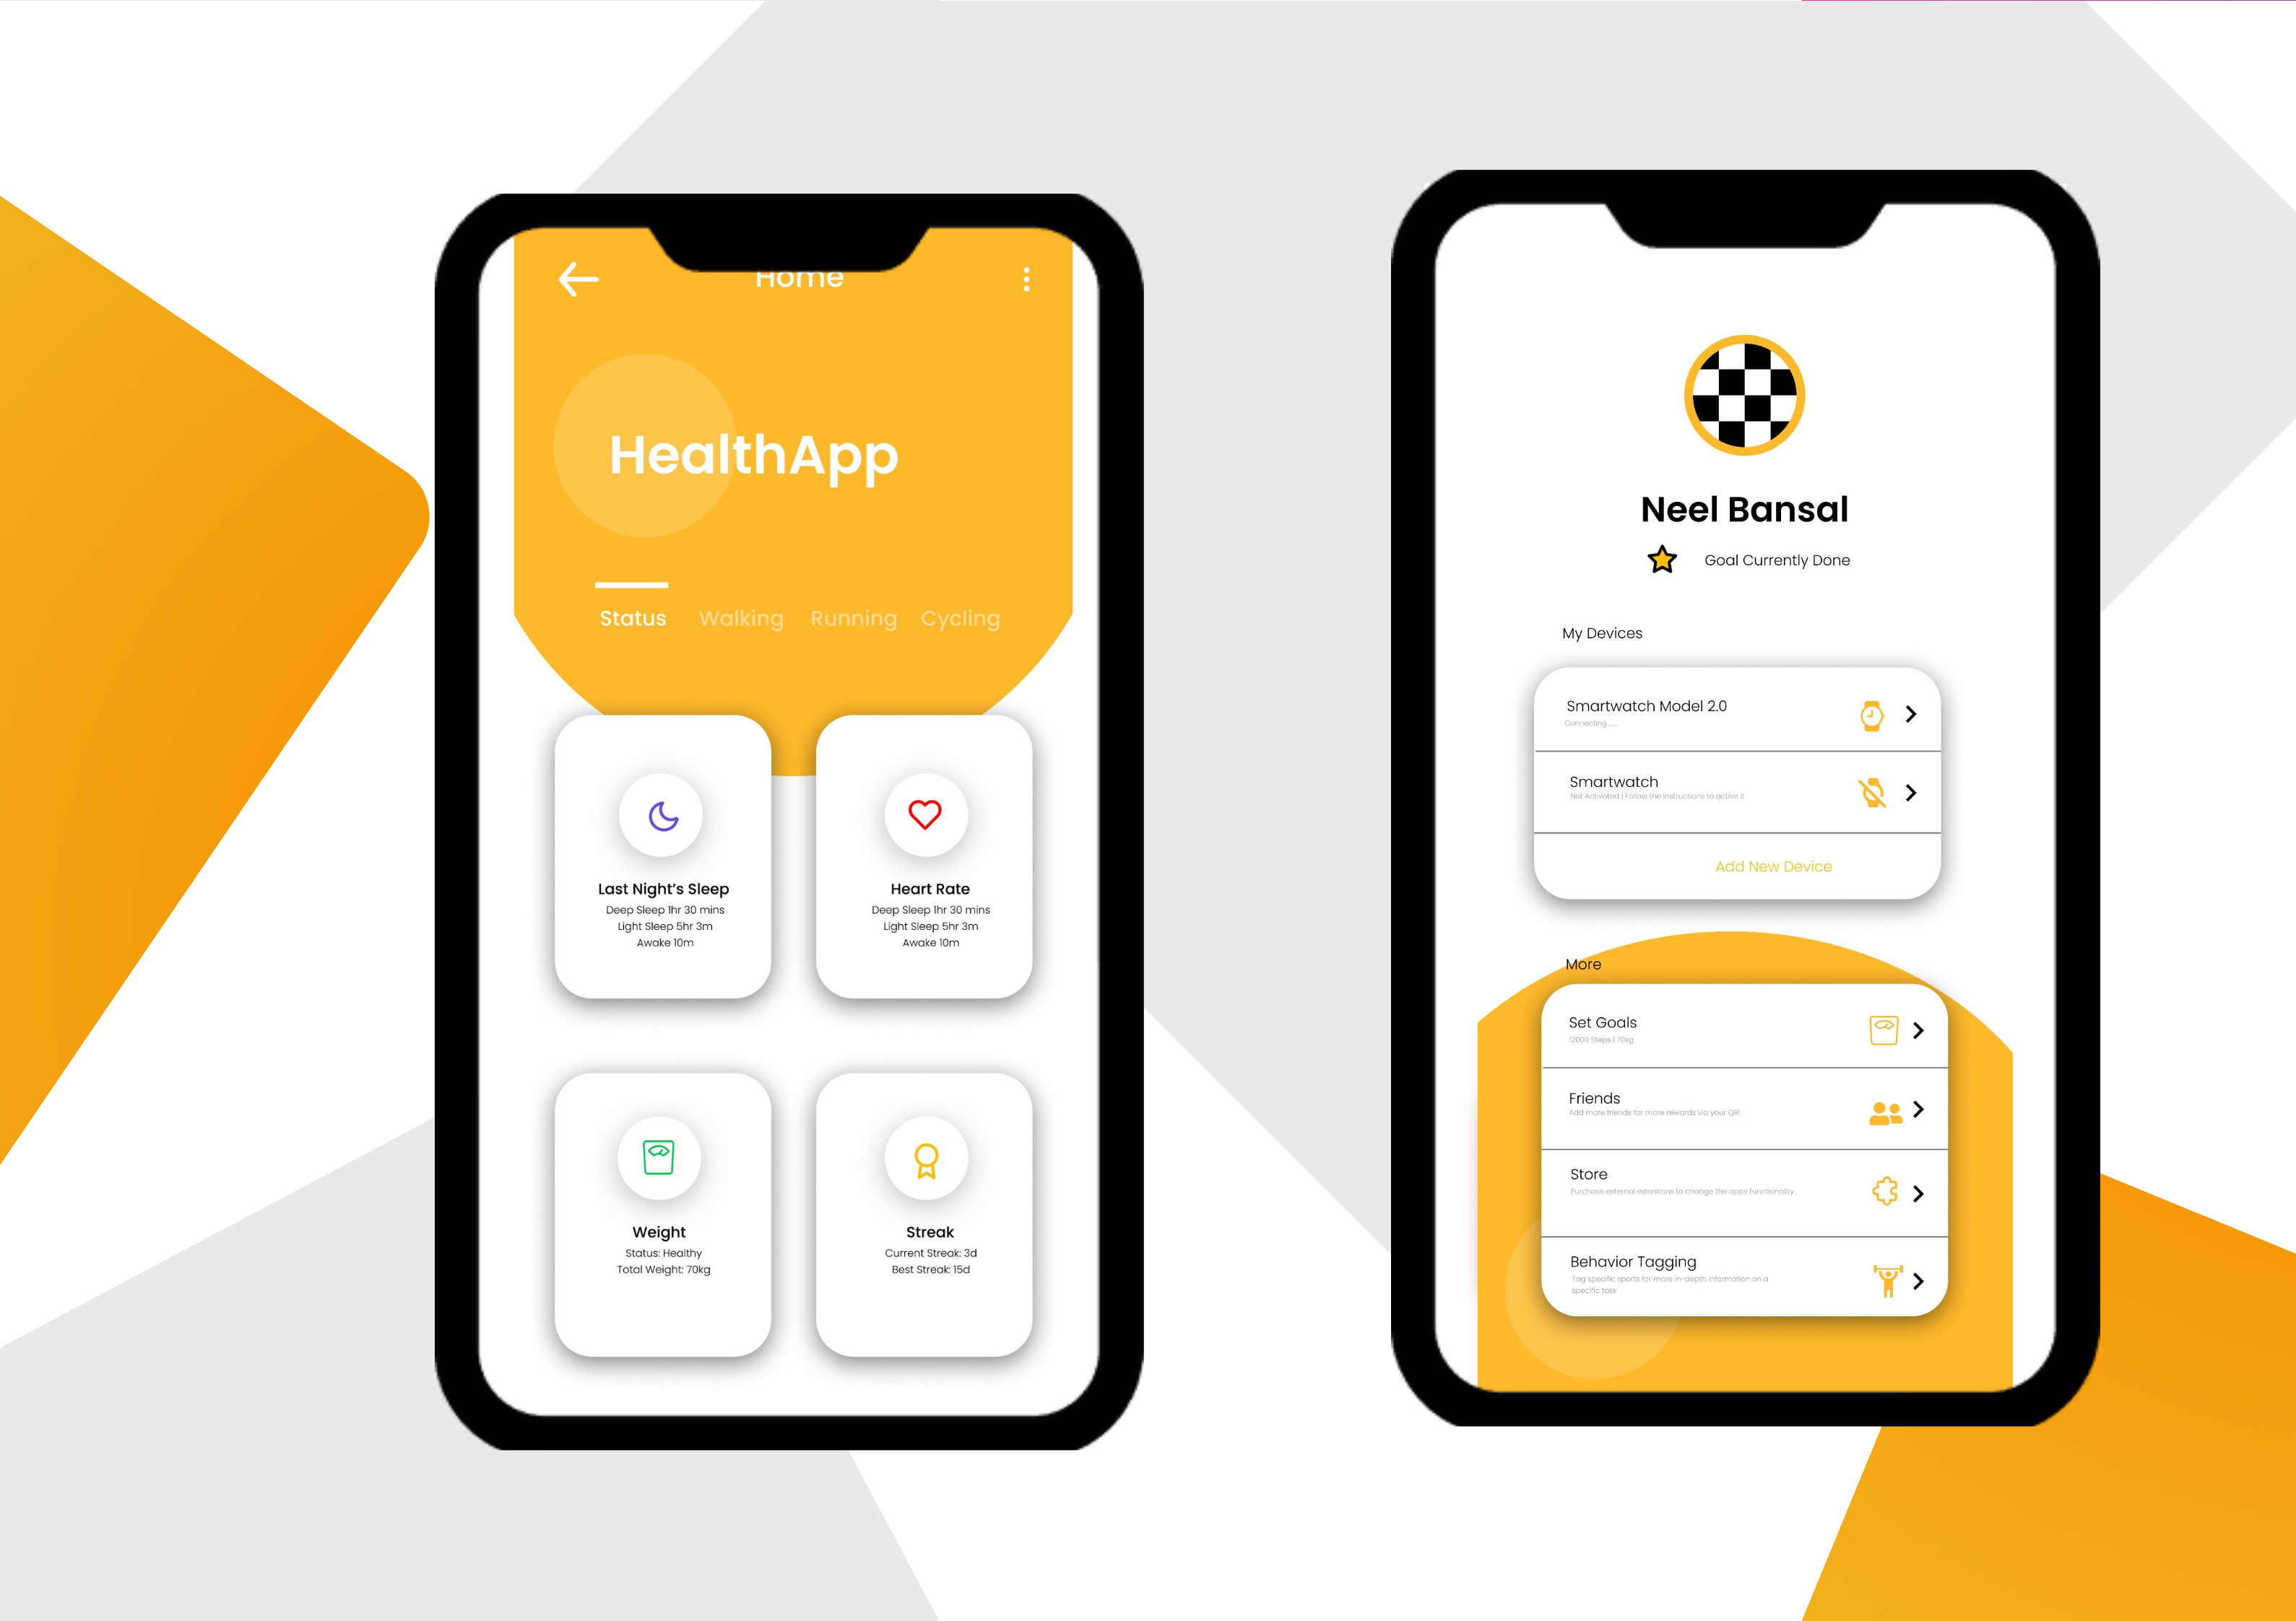 Home
HealthApp
Status Walking Running Cycling
Last Night's Sleep
Deep Sleep 1hr 30 mins
Light Sleep 5hr 3m
Awake 10m
Heart Rate
Deep Sleep 1hr 30 mins
Light Sleep 5hr 3m
Awake 10m
Weight
Status: Healthy
Total Weight: 70kg
Streak
Current Streak: 3d
Best Streak: 15d
Neel Bansal
Goal Currently Done
My Devices
Smartwatch Model 2.0
Connecting.....
Smartwatch
Not Activated | Follow the instructions to active it
Add New Device
More
Set Goals
12000 Steps | 70kg
Friends
Add more friends for more rewards via your QR!
Store
Purchase external extentions to change the apps functionality
Behavior Tagging
Tag specific sports for more in-depth information on a
specific task